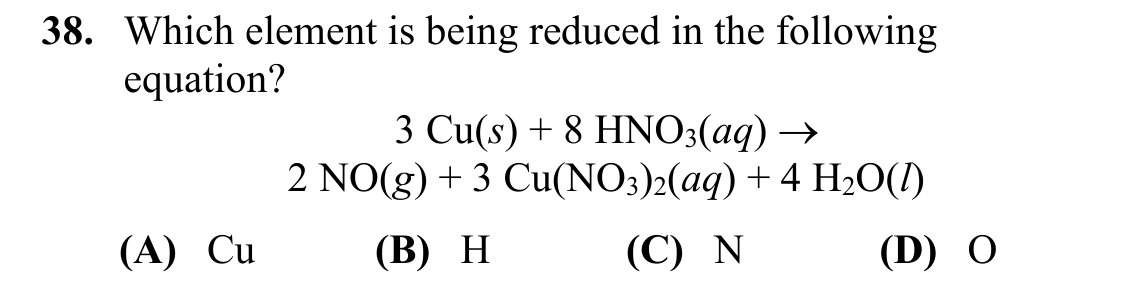 38. Which element is being reduced in the following
equation?
3 Cu(s) + 8 HNO₃(aq) →
2 NO(g) + 3 Cu(NO₃)₂(aq) + 4 H₂O(l)
(A) Cu (B) H (C) N (D) O